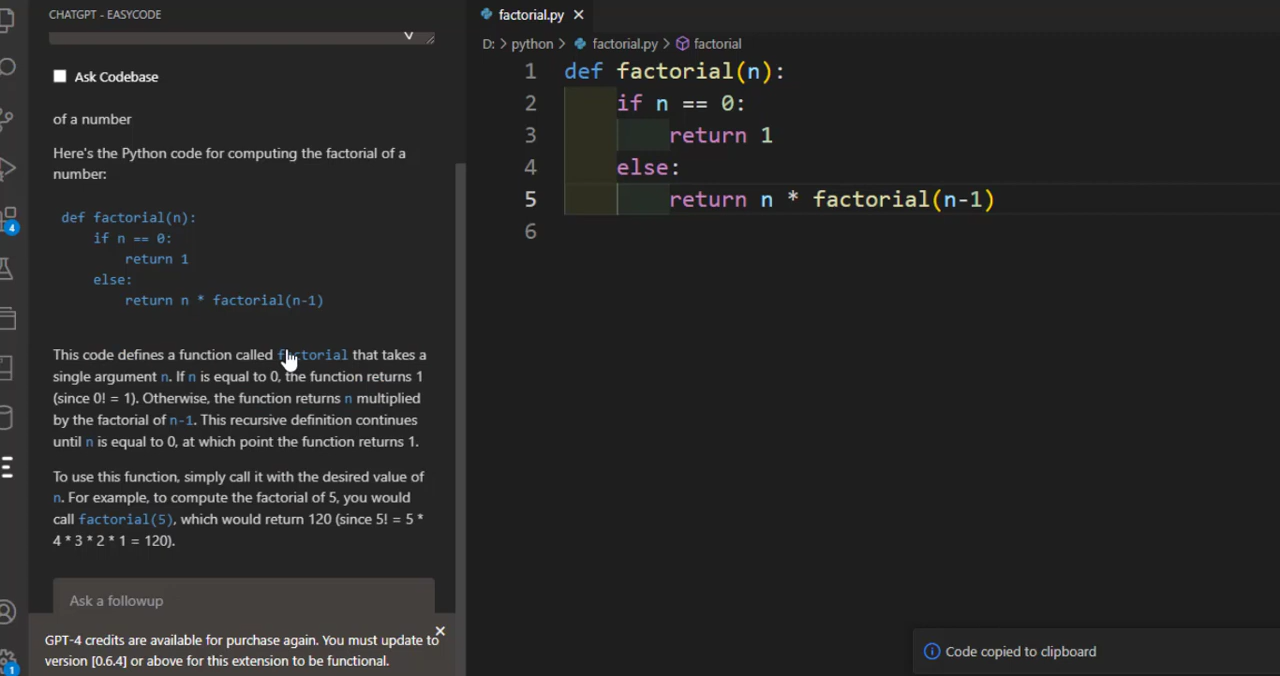 CHATGPT - EASYCODE
Ask Codebase
of a number
Here's the Python code for computing the factorial of a
number:
def factorial(n):
    if n == 0:
        return 1
    else:
        return n * factorial(n-1)
This code defines a function called factorial that takes a
single argument n. If n is equal to 0, the function returns 1
(since 0! = 1). Otherwise, the function returns n multiplied
by the factorial of n-1. This recursive definition continues
until n is equal to 0, at which point the function returns 1.
To use this function, simply call it with the desired value of
n. For example, to compute the factorial of 5, you would
call factorial(5), which would return 120 (since 5! = 5 *
4 * 3 * 2 * 1 = 120).
Ask a followup
GPT-4 credits are available for purchase again. You must update to
version [0.6.4] or above for this extension to be functional.
4
1
factorial.py
D: > python > factorial.py > factorial
1 def factorial(n):
2     if n == 0:
3         return 1
4     else:
5         return n * factorial(n-1)
6
Code copied to clipboard